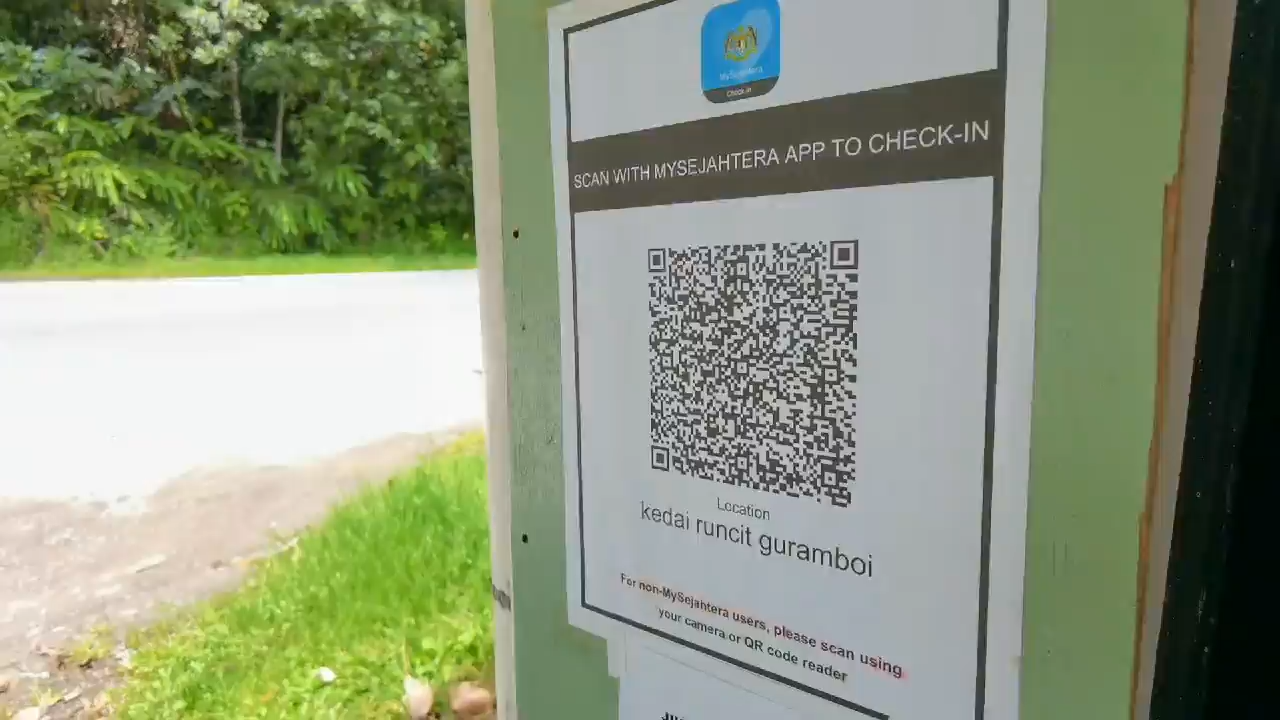 MySejahtera
Check-in
SCAN WITH MYSEJAHTERA APP TO CHECK-IN
Location
kedai runcit guramboi
For non-MySejahtera users, please scan using
your camera or QR code reader